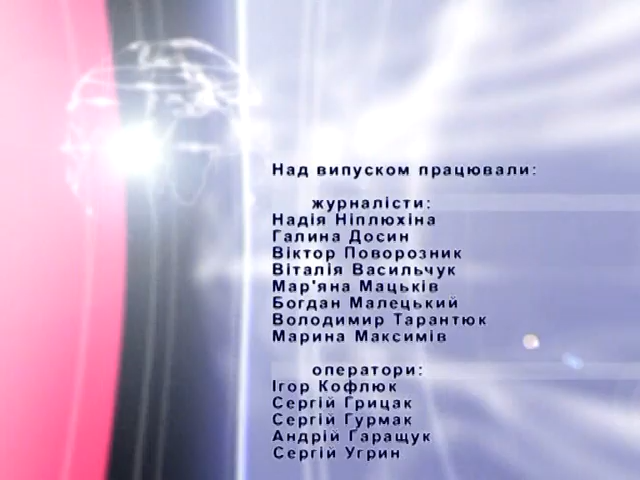 Над випуском працювали:
журналісти:
Надія Ніплюхіна
Галина Досин
Віктор Поворозник
Віталія Васильчук
Мар'яна Мацьків
Богдан Малецький
Володимир Тарантюк
Марина Максимів
оператори:
Ігор Кофлюк
Сергій Грицак
Сергій Гурмак
Андрій Гаращук
Сергій Угрин